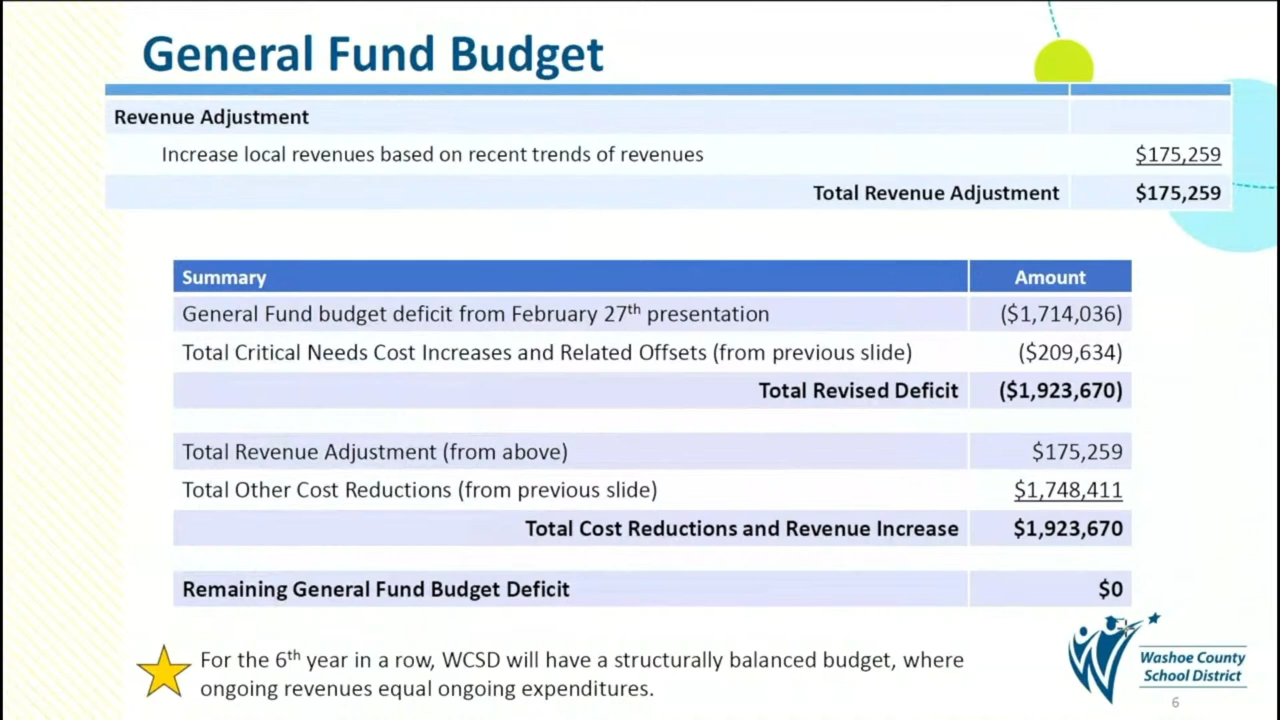 General Fund Budget
Revenue Adjustment
Increase local revenues based on recent trends of revenues $175,259
Total Revenue Adjustment $175,259
Summary Amount
General Fund budget deficit from February 27th presentation ($1,714,036)
Total Critical Needs Cost Increases and Related Offsets (from previous slide) ($209,634)
Total Revised Deficit ($1,923,670)
Total Revenue Adjustment (from above) $175,259
Total Other Cost Reductions (from previous slide) $1,748,411
Total Cost Reductions and Revenue Increase $1,923,670
Remaining General Fund Budget Deficit $0
For the 6th year in a row, WCSD will have a structurally balanced budget, where
ongoing revenues equal ongoing expenditures.
Washoe County
School District
6